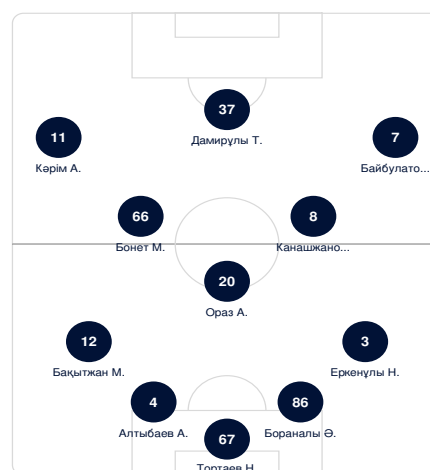 37
Дамирұлы Т.
11
7
Кәрім А.
Байбулато...
66
8
Бонет М.
Канашжано...
20
Ораз А.
12
3
Бақытжан М.
Еркенұлы Н.
4
86
Алтыбаев А.
Бораналы Ә.
67
Тортаев Н